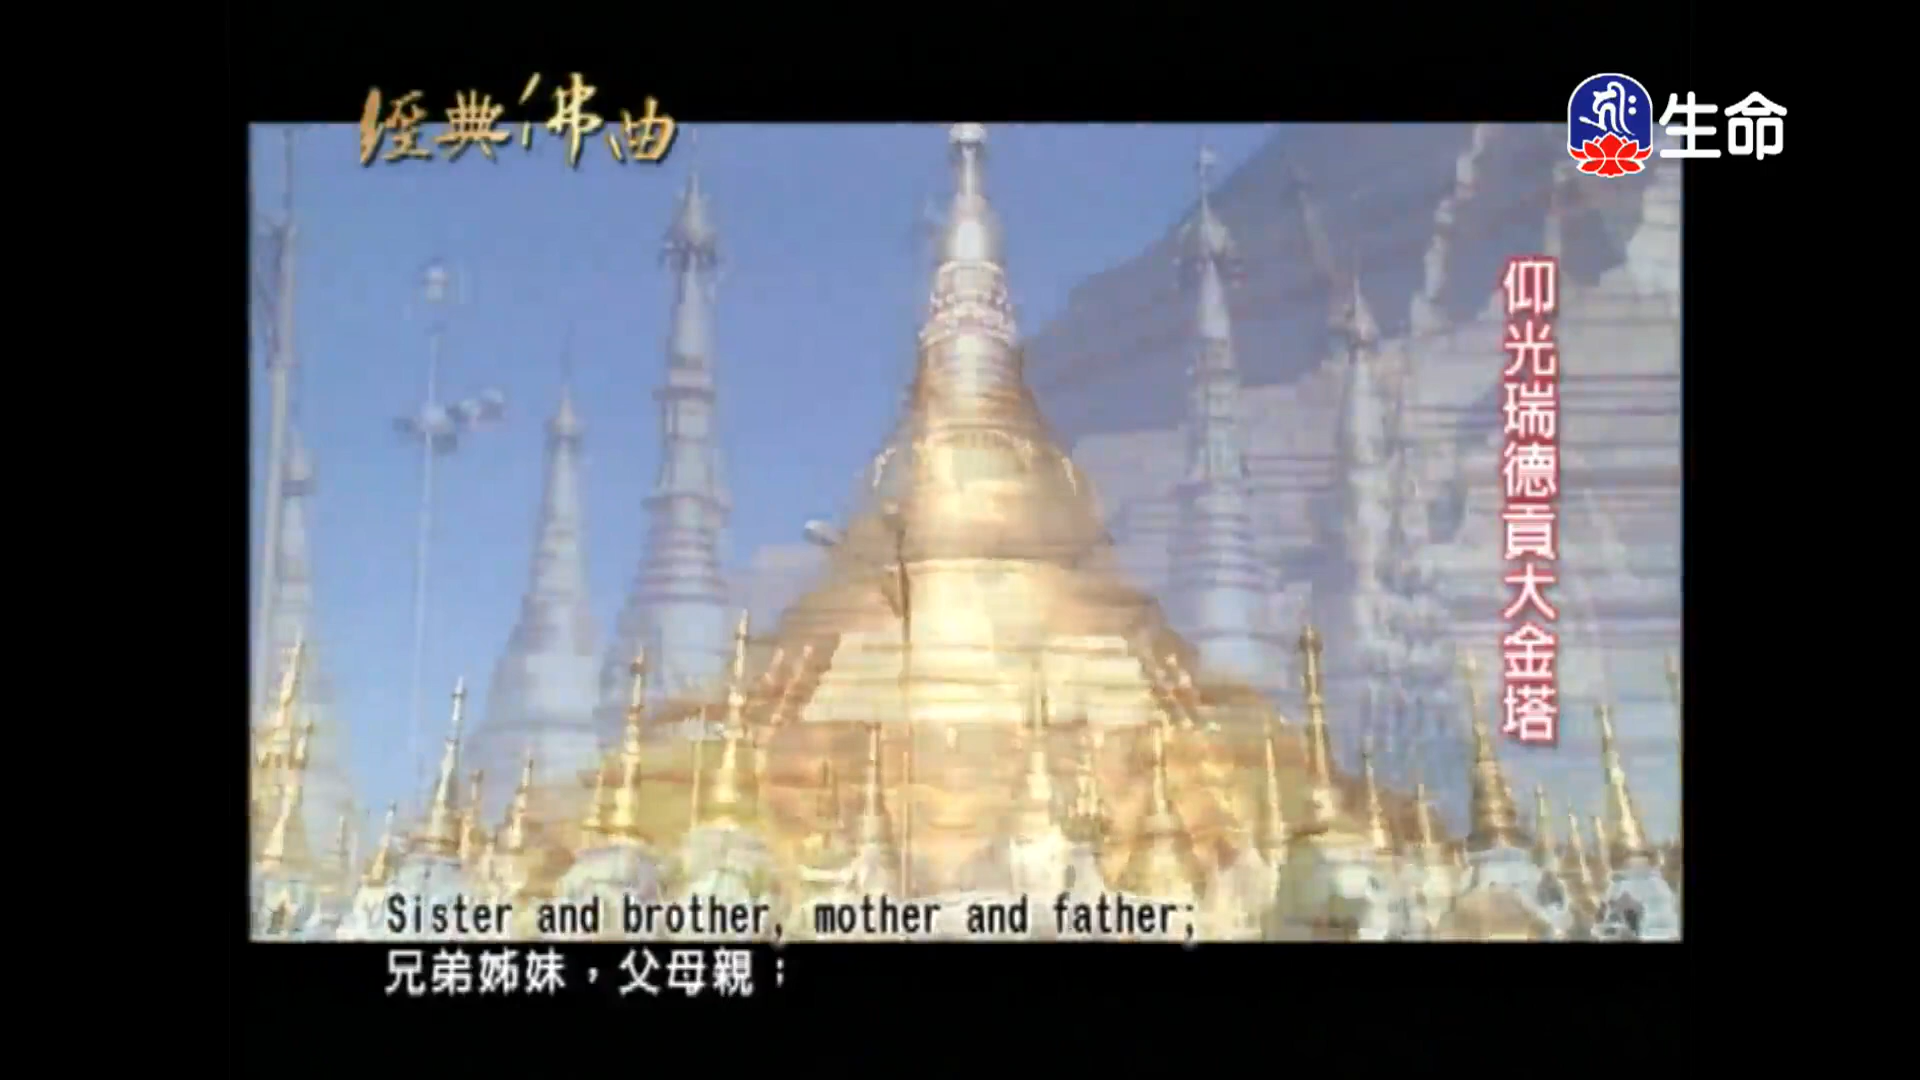 經典佛曲
生命
仰光瑞德貢大金塔
Sister and brother, mother and father;
兄弟姊妹，父母親；